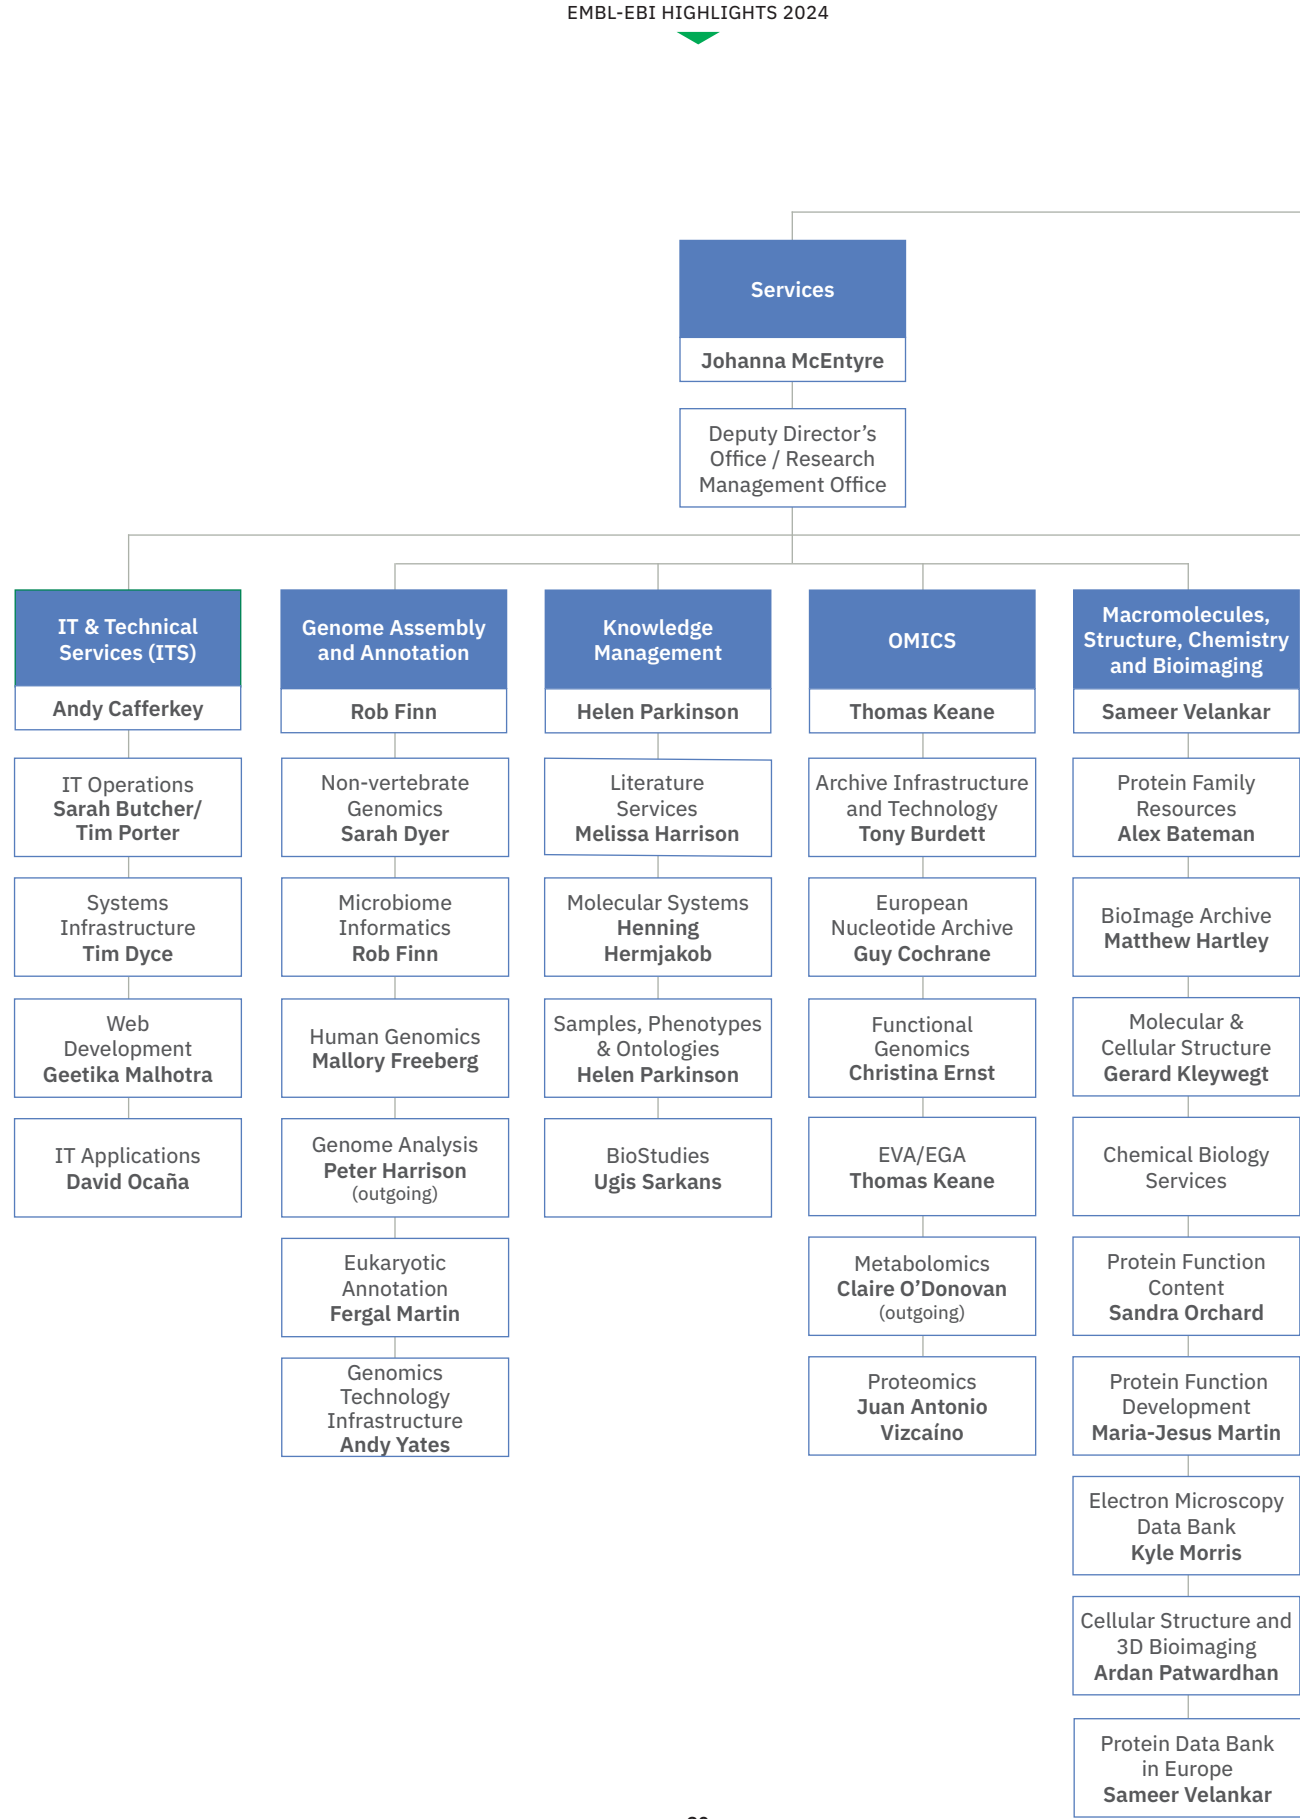 EMBL-EBI HIGHLIGHTS 2024
Services
Johanna McEntyre
Deputy Director’s
Office / Research
Management Office
IT & Technical
Services (ITS)
Andy Cafferkey
IT Operations
Sarah Butcher/
Tim Porter
Systems
Infrastructure
Tim Dyce
Web
Development
Geetika Malhotra
IT Applications
David Ocaña
Genome Assembly
and Annotation
Rob Finn
Non-vertebrate
Genomics
Sarah Dyer
Microbiome
Informatics
Rob Finn
Human Genomics
Mallory Freeberg
Genome Analysis
Peter Harrison
(outgoing)
Eukaryotic
Annotation
Fergal Martin
Genomics
Technology
Infrastructure
Andy Yates
Knowledge
Management
Helen Parkinson
Literature
Services
Melissa Harrison
Molecular Systems
Henning
Hermjakob
Samples, Phenotypes
& Ontologies
Helen Parkinson
BioStudies
Ugis Sarkans
OMICS
Thomas Keane
Archive Infrastructure
and Technology
Tony Burdett
European
Nucleotide Archive
Guy Cochrane
Functional
Genomics
Christina Ernst
EVA/EGA
Thomas Keane
Metabolomics
Claire O’Donovan
(outgoing)
Proteomics
Juan Antonio
Vizcaíno
Macromolecules,
Structure, Chemistry
and Bioimaging
Sameer Velankar
Protein Family
Resources
Alex Bateman
BioImage Archive
Matthew Hartley
Molecular &
Cellular Structure
Gerard Kleywegt
Chemical Biology
Services
Protein Function
Content
Sandra Orchard
Protein Function
Development
Maria-Jesus Martin
Electron Microscopy
Data Bank
Kyle Morris
Cellular Structure and
3D Bioimaging
Ardan Patwardhan
Protein Data Bank
in Europe
Sameer Velankar